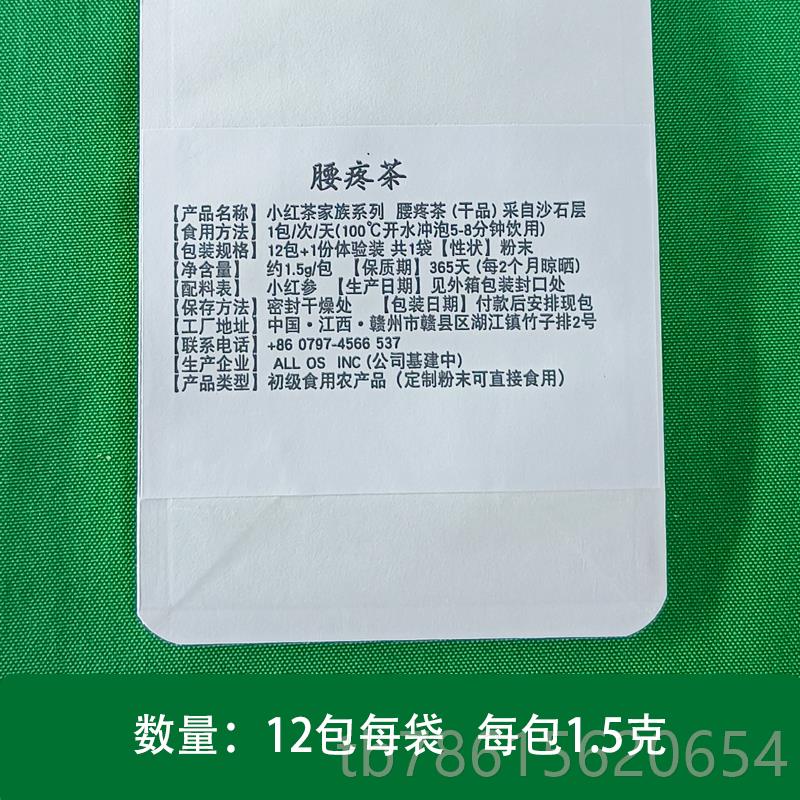 腰疼茶
【产品名称】小红茶家族系列 腰疼茶(干品)采自沙石层
【食用方法】1包/次/天(100℃开水冲泡5-8分钟饮用)
【包装规格】12包+1份体验装 共1袋【性状】粉末
【净含量】 约1.5g/包 【保质期】365天(每2个月晾晒)
【配料表】 小红参 【生产日期】见外箱包装封口处
【保存方法】密封干燥处 【包装日期】付款后安排现包
【工厂地址】中国·江西·赣州市赣县区湖江镇竹子排2号
【联系电话】+86 0797-4566 537
【生产企业】 ALL OS INC(公司基建中)
【产品类型】初级食用农产品(定制粉末可直接食用)
数量：12包每袋 每包1.5克
tb78615620654